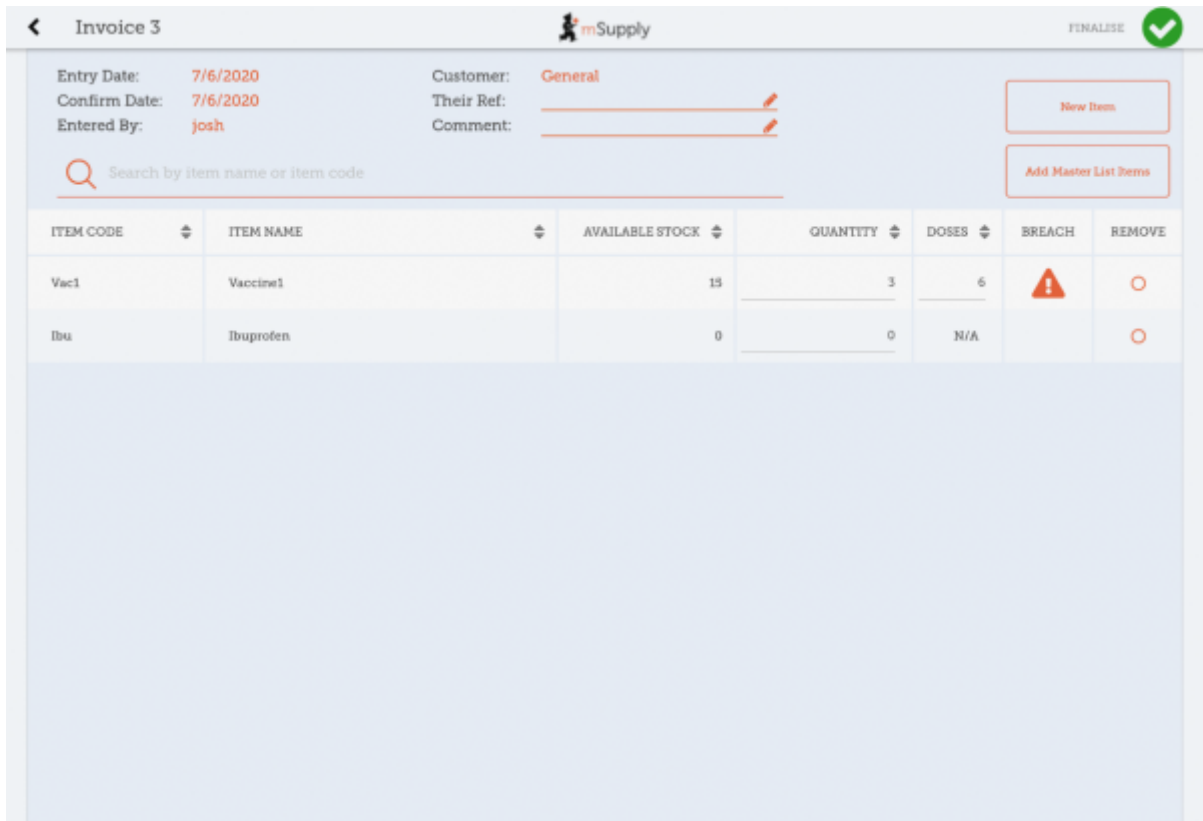 Invoice 3
mSupply
FINALISE
Entry Date: 7/6/2020
Customer: General
Confirm Date: 7/6/2020
Their Ref:
Entered By: josh
Comment:
New Item
Search by item name or item code
Add Master List Items
ITEM CODE ITEM NAME AVAILABLE STOCK QUANTITY DOSES BREACH REMOVE
Vac1 Vaccine1 15 3 6
Ibu Ibuprofen 0 0 N/A